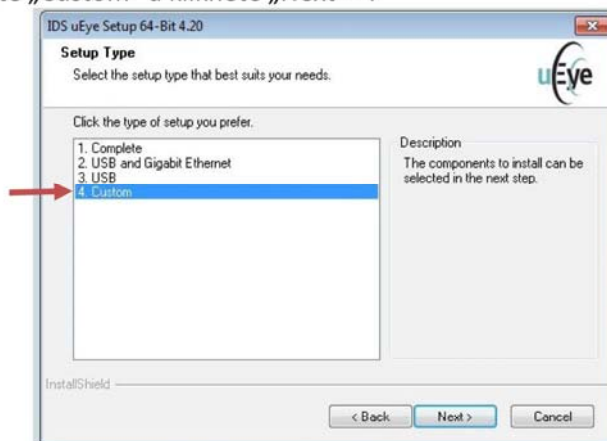 „Custom“ a „Next
IDS uEye Setup 64-Bit 4.20
Setup Type
Select the setup type that best suits your needs.
uEye
Click the type of setup you prefer.
1. Complete
2. USB and Gigabit Ethernet
3. USB
4. Custom
Description
The components to install can be
selected in the next step.
InstallShield
< Back Next > Cancel